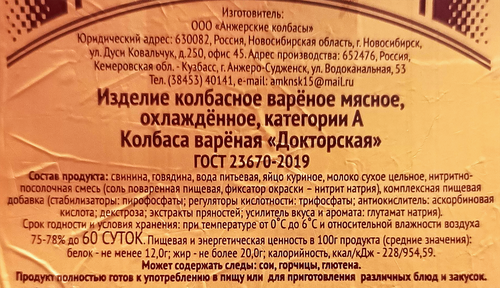 Изготовитель:
ООО «Анжерские колбасы»
Юридический адрес: 630082, Россия, Новосибирская область, г. Новосибирск,
ул. Дуси Ковальчук, д.250, офис 45. Адрес производства: 652476, Россия,
Кемеровская обл. - Кузбасс, г. Анжеро-Судженск, ул. Водоканальная, 53
Тел. (38453) 40141, e-mail: amknsk15@mail.ru
Изделие колбасное варёное мясное,
охлаждённое, категории А
Колбаса варёная «Докторская»
ГОСТ 23670-2019
Состав продукта: свинина, говядина, вода питьевая, яйцо куриное, молоко сухое цельное, нитритно-
посолочная смесь (соль поваренная пищевая, фиксатор окраски – нитрит натрия), комплексная пищевая
добавка (стабилизаторы: пирофосфаты; регуляторы кислотности: трифосфаты; антиокислитель: аскорбиновая
кислота; декстроза; экстракты пряностей; усилитель вкуса и аромата: глутамат натрия).
Срок годности и условия хранения: при температуре от 0°С до 6°С и относительной влажности воздуха
75-78% до 60 СУТОК. Пищевая и энергетическая ценность в 100г продукта (средние значения):
белок - не менее 12,0г; жир - не более 20,0г; калорийность, ккал/кДж - 228/954,59.
Может содержать следы: сои, горчицы, глютена.
Продукт полностью готов к употреблению в пищу или для приготовления различных блюд и закусок.